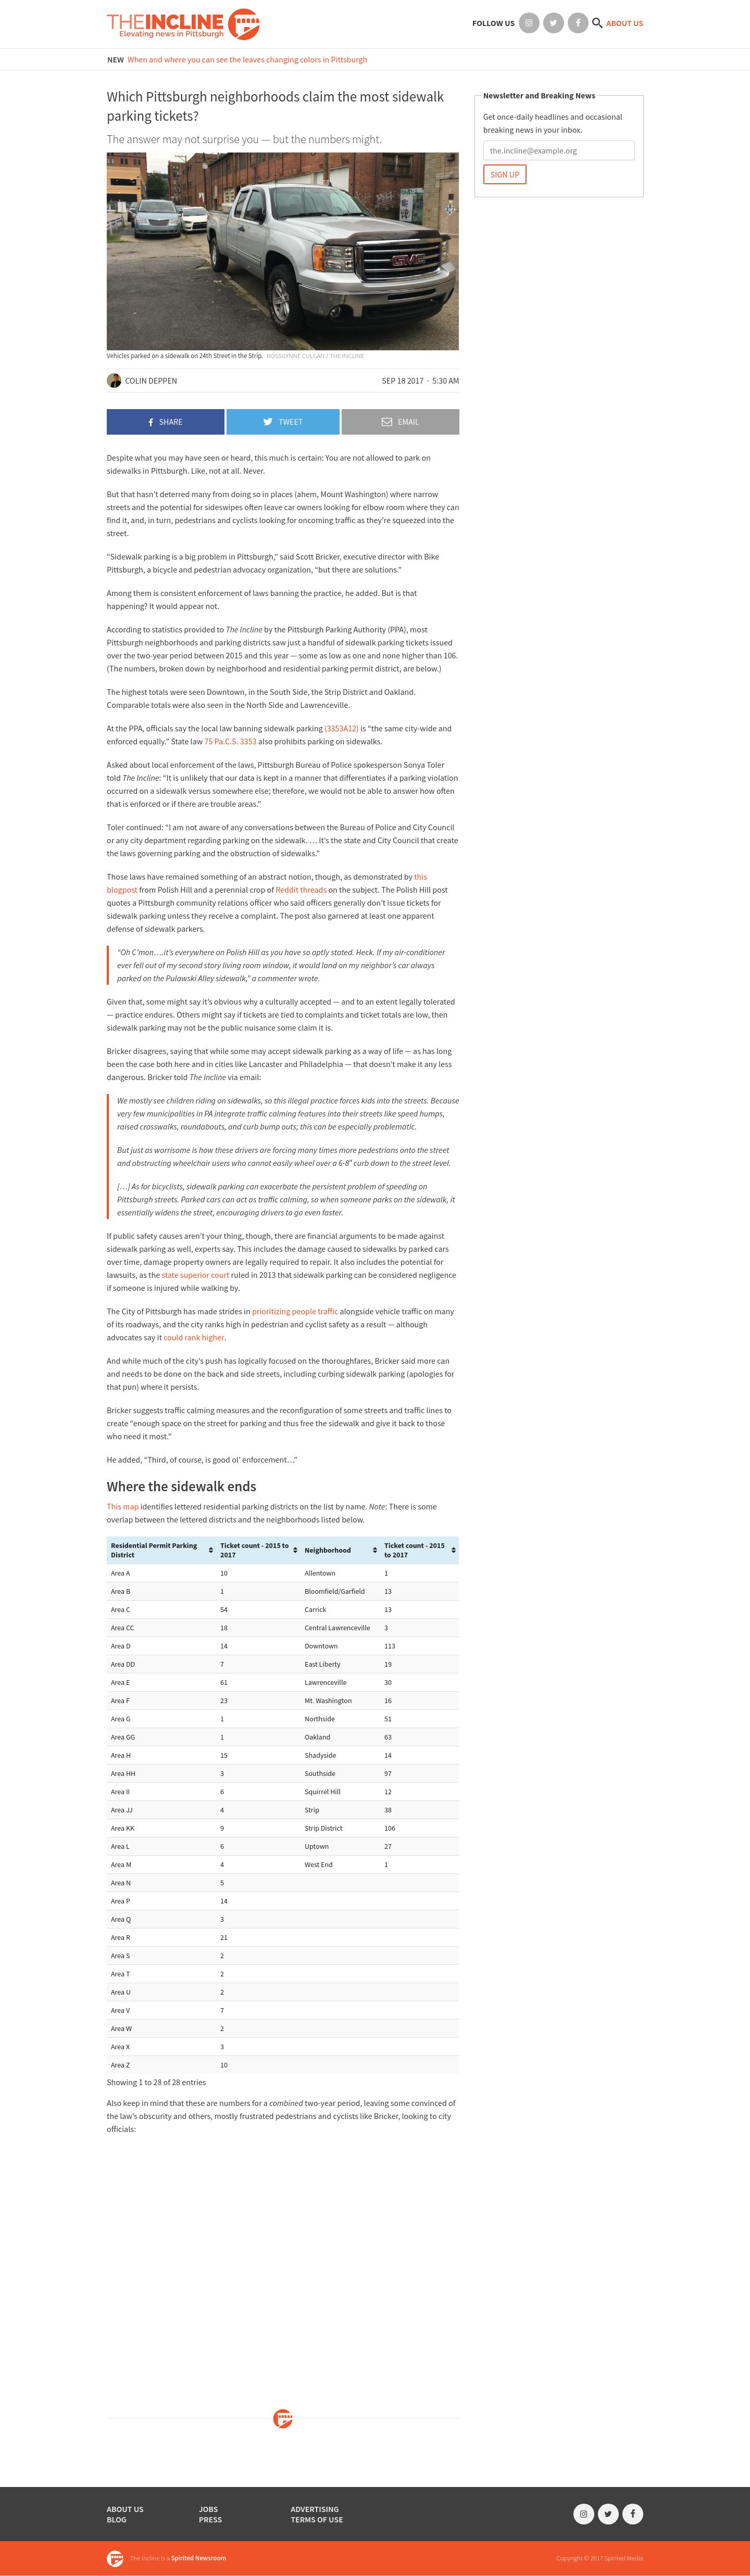 THEINCLINE
Elevating news in Pittsburgh
FOLLOW US
ABOUT US
NEW When and where you can see the leaves changing colors in Pittsburgh
Which Pittsburgh neighborhoods claim the most sidewalk
parking tickets?
The answer may not surprise you — but the numbers might.
GMC
Vehicles parked on a sidewalk on 24th Street in the Strip. ROSSILYNNE CULGAN / THE INCLINE
COLIN DEPPEN
SEP 18 2017 · 5:30 AM
SHARE
TWEET
EMAIL
Despite what you may have seen or heard, this much is certain: You are not allowed to park on
sidewalks in Pittsburgh. Like, not at all. Never.
But that hasn't deterred many from doing so in places (ahem, Mount Washington) where narrow
streets and the potential for sideswipes often leave car owners looking for elbow room where they can
find it, and, in turn, pedestrians and cyclists looking for oncoming traffic as they're squeezed into the
street.
"Sidewalk parking is a big problem in Pittsburgh," said Scott Bricker, executive director with Bike
Pittsburgh, a bicycle and pedestrian advocacy organization, "but there are solutions."
Among them is consistent enforcement of laws banning the practice, he added. But is that
happening? It would appear not.
According to statistics provided to The Incline by the Pittsburgh Parking Authority (PPA), most
Pittsburgh neighborhoods and parking districts saw just a handful of sidewalk parking tickets issued
over the two-year period between 2015 and this year — some as low as one and none higher than 106.
(The numbers, broken down by neighborhood and residential parking permit district, are below.)
The highest totals were seen Downtown, in the South Side, the Strip District and Oakland.
Comparable totals were also seen in the North Side and Lawrenceville.
At the PPA, officials say the local law banning sidewalk parking (3353A12) is "the same city-wide and
enforced equally." State law 75 Pa.C.S. 3353 also prohibits parking on sidewalks.
Asked about local enforcement of the laws, Pittsburgh Bureau of Police spokesperson Sonya Toler
told The Incline: "It is unlikely that our data is kept in a manner that differentiates if a parking violation
occurred on a sidewalk versus somewhere else; therefore, we would not be able to answer how often
that is enforced or if there are trouble areas."
Toler continued: "I am not aware of any conversations between the Bureau of Police and City Council
or any city department regarding parking on the sidewalk. … It's the state and City Council that create
the laws governing parking and the obstruction of sidewalks."
Those laws have remained something of an abstract notion, though, as demonstrated by this
blogpost from Polish Hill and a perennial crop of Reddit threads on the subject. The Polish Hill post
quotes a Pittsburgh community relations officer who said officers generally don't issue tickets for
sidewalk parking unless they receive a complaint. The post also garnered at least one apparent
defense of sidewalk parkers.
"Oh C'mon….it's everywhere on Polish Hill as you have so aptly stated. Heck. If my air-conditioner
ever fell out of my second story living room window, it would land on my neighbor's car always
parked on the Pulawski Alley sidewalk," a commenter wrote.
Given that, some might say it's obvious why a culturally accepted — and to an extent legally tolerated
— practice endures. Others might say if tickets are tied to complaints and ticket totals are low, then
sidewalk parking may not be the public nuisance some claim it is.
Bricker disagrees, saying that while some may accept sidewalk parking as a way of life — as has long
been the case both here and in cities like Lancaster and Philadelphia — that doesn't make it any less
dangerous. Bricker told The Incline via email:
We mostly see children riding on sidewalks, so this illegal practice forces kids into the streets. Because
very few municipalities in PA integrate traffic calming features into their streets like speed humps,
raised crosswalks, roundabouts, and curb bump outs; this can be especially problematic.
But just as worrisome is how these drivers are forcing many times more pedestrians onto the street
and obstructing wheelchair users who cannot easily wheel over a 6-8" curb down to the street level.
[…] As for bicyclists, sidewalk parking can exacerbate the persistent problem of speeding on
Pittsburgh streets. Parked cars can act as traffic calming, so when someone parks on the sidewalk, it
essentially widens the street, encouraging drivers to go even faster.
If public safety causes aren't your thing, though, there are financial arguments to be made against
sidewalk parking as well, experts say. This includes the damage caused to sidewalks by parked cars
over time, damage property owners are legally required to repair. It also includes the potential for
lawsuits, as the state superior court ruled in 2013 that sidewalk parking can be considered negligence
if someone is injured while walking by.
The City of Pittsburgh has made strides in prioritizing people traffic alongside vehicle traffic on many
of its roadways, and the city ranks high in pedestrian and cyclist safety as a result — although
advocates say it could rank higher.
And while much of the city's push has logically focused on the thoroughfares, Bricker said more can
and needs to be done on the back and side streets, including curbing sidewalk parking (apologies for
that pun) where it persists.
Bricker suggests traffic calming measures and the reconfiguration of some streets and traffic lines to
create "enough space on the street for parking and thus free the sidewalk and give it back to those
who need it most."
He added, "Third, of course, is good ol' enforcement…"
Where the sidewalk ends
This map identifies lettered residential parking districts on the list by name. Note: There is some
overlap between the lettered districts and the neighborhoods listed below.
Residential Permit Parking District | Ticket count - 2015 to 2017 | Neighborhood | Ticket count - 2015 to 2017
Area A 10 Allentown 1
Area B 1 Bloomfield/Garfield 13
Area C 54 Carrick 13
Area CC 18 Central Lawrenceville 3
Area D 14 Downtown 113
Area DD 7 East Liberty 19
Area E 61 Lawrenceville 30
Area F 23 Mt. Washington 16
Area G 1 Northside 51
Area GG 1 Oakland 63
Area H 15 Shadyside 14
Area HH 3 Southside 97
Area II 6 Squirrel Hill 12
Area JJ 4 Strip 38
Area KK 9 Strip District 106
Area L 6 Uptown 27
Area M 4 West End 1
Area N 5
Area P 14
Area Q 3
Area R 21
Area S 2
Area T 2
Area U 2
Area V 7
Area W 2
Area X 3
Area Z 10
Showing 1 to 28 of 28 entries
Also keep in mind that these are numbers for a combined two-year period, leaving some convinced of
the law's obscurity and others, mostly frustrated pedestrians and cyclists like Bricker, looking to city
officials:
Newsletter and Breaking News
Get once-daily headlines and occasional
breaking news in your inbox.
the.incline@example.org
SIGN UP
ABOUT US
JOBS
ADVERTISING
BLOG
PRESS
TERMS OF USE
The Incline is a Spirited Newsroom
Copyright © 2017 Spirited Media